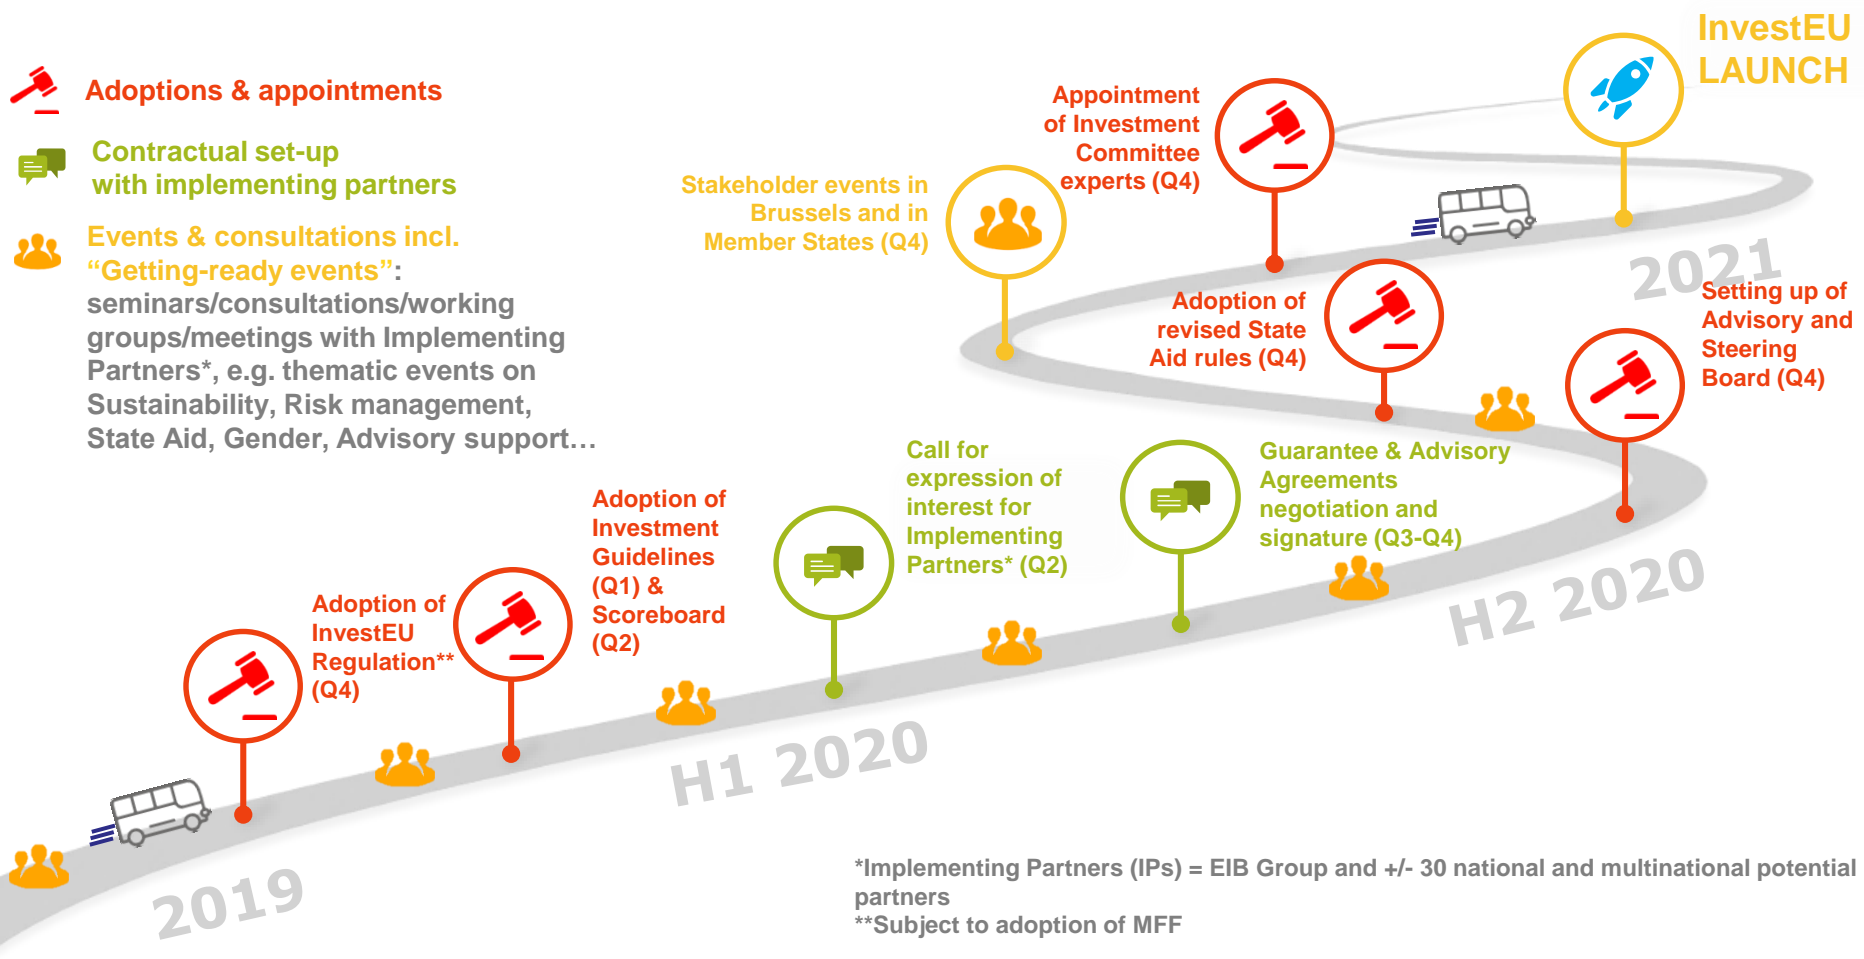 InvestEU
LAUNCH
Adoptions & appointments
Contractual set-up
with implementing partners
Events & consultations incl.
“Getting-ready events”:
seminars/consultations/working
groups/meetings with Implementing
Partners*, e.g. thematic events on
Sustainability, Risk management,
State Aid, Gender, Advisory support…
Appointment
of Investment
Committee
experts (Q4)
Stakeholder events in
Brussels and in
Member States (Q4)
2021
Adoption of
revised State
Aid rules (Q4)
Setting up of
Advisory and
Steering
Board (Q4)
Call for
expression of
interest for
Implementing
Partners* (Q2)
Guarantee & Advisory
Agreements
negotiation and
signature (Q3-Q4)
Adoption of
Investment
Guidelines
(Q1) &
Scoreboard
(Q2)
Adoption of
InvestEU
Regulation**
(Q4)
H2 2020
H1 2020
2019
*Implementing Partners (IPs) = EIB Group and +/- 30 national and multinational potential
partners
**Subject to adoption of MFF